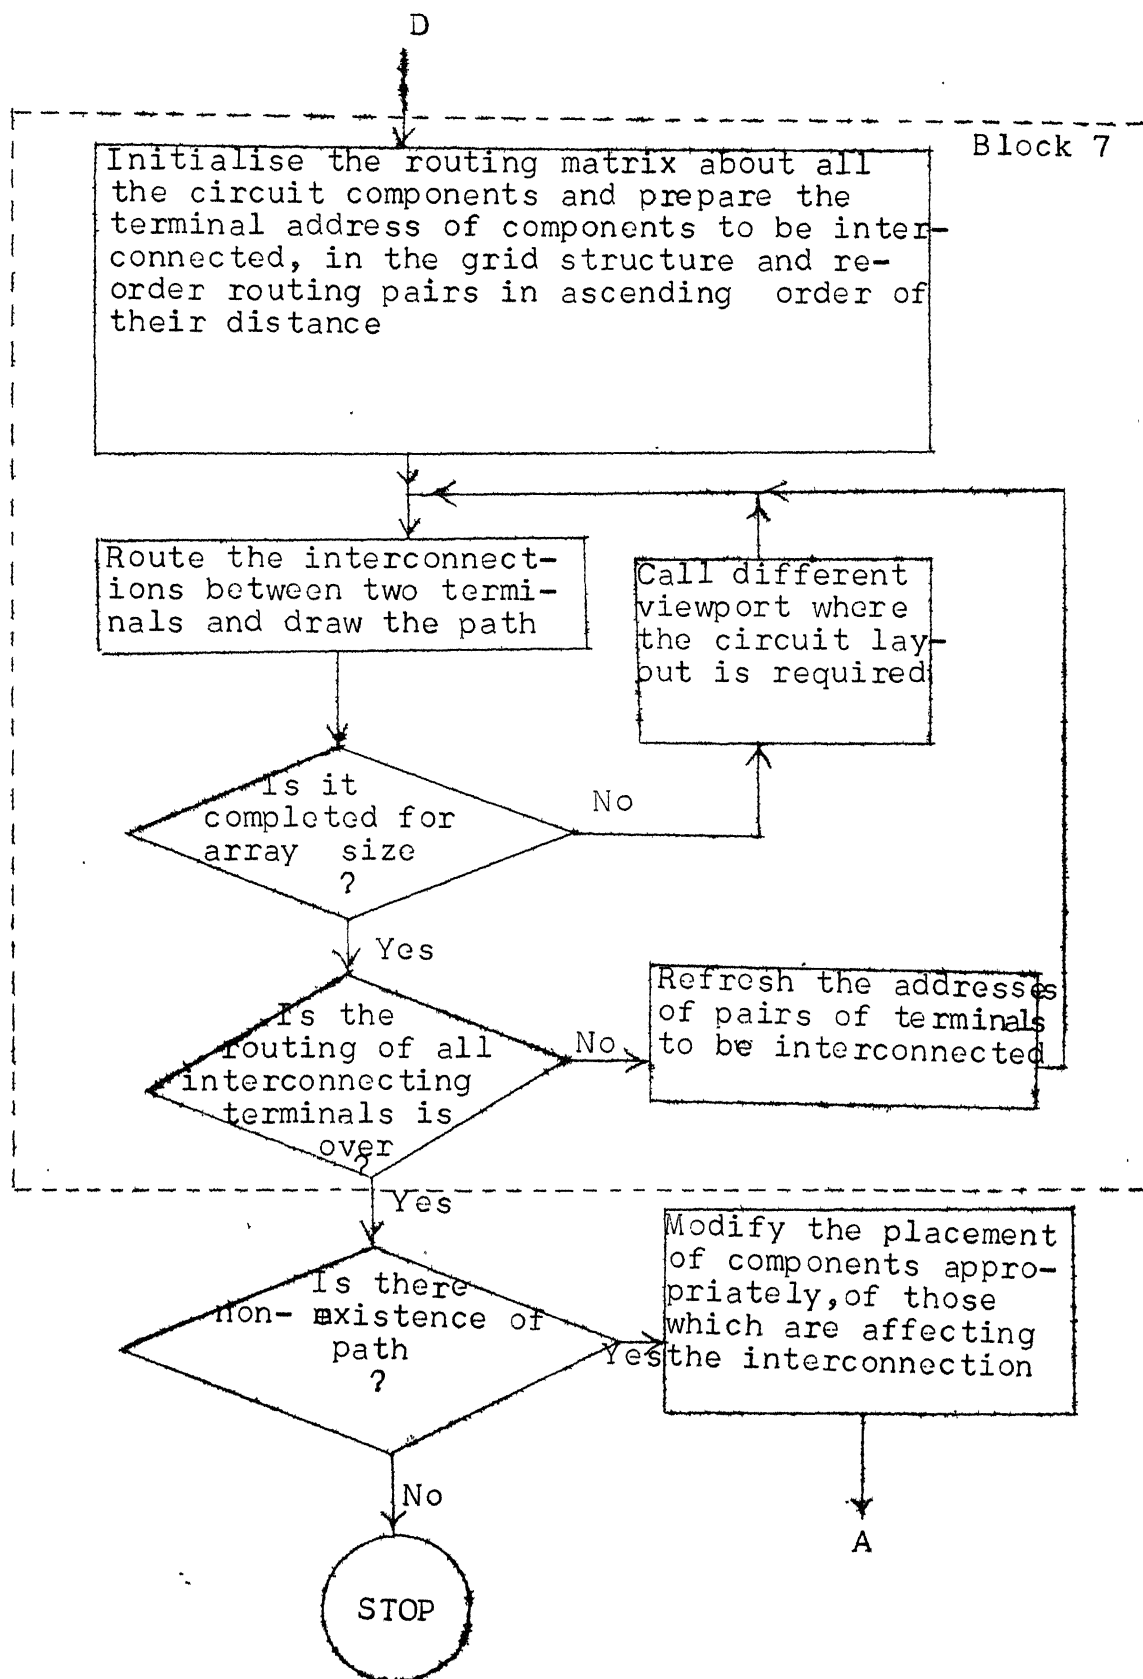 D
Block 7
Initialise the routing matrix about all
the circuit components and prepare the
terminal address of components to be inter-
connected, in the grid structure and re-
order routing pairs in ascending order of
their distance
Route the interconnect-
ions between two termi-
nals and draw the path
Call different
viewport where
the circuit lay-
out is required
Is it
completed for
array size
?
No
Yes
Is the
routing of all
interconnecting
terminals is
over
?
No
Refresh the addresses
of pairs of terminals
to be interconnected
Yes
Is there
non- existence of
path
?
Yes
Modify the placement
of components appro-
priately, of those
which are affecting
the interconnection
No
A
STOP